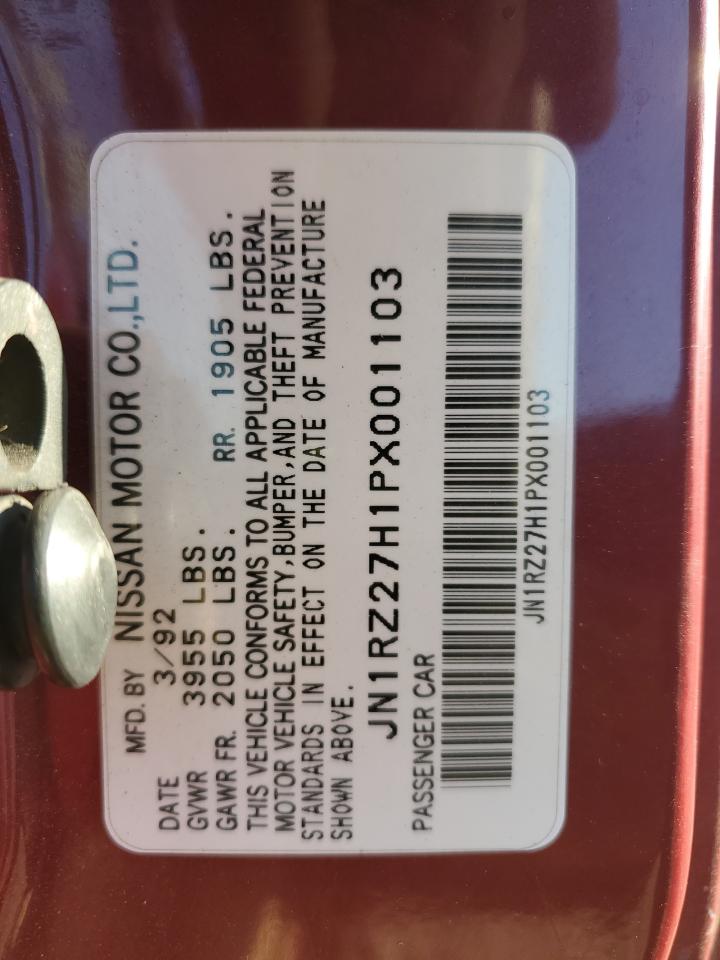 MFD. BY NISSAN MOTOR CO.,LTD.
DATE 3/92
GVWR 3955 LBS.
GAWR FR. 2050 LBS. RR. 1905 LBS.
THIS VEHICLE CONFORMS TO ALL APPLICABLE FEDERAL
MOTOR VEHICLE SAFETY,BUMPER,AND THEFT PREVENTION
STANDARDS IN EFFECT ON THE DATE OF MANUFACTURE
SHOWN ABOVE.
JN1RZ27H1PX001103
PASSENGER CAR
JN1RZ27H1PX001103